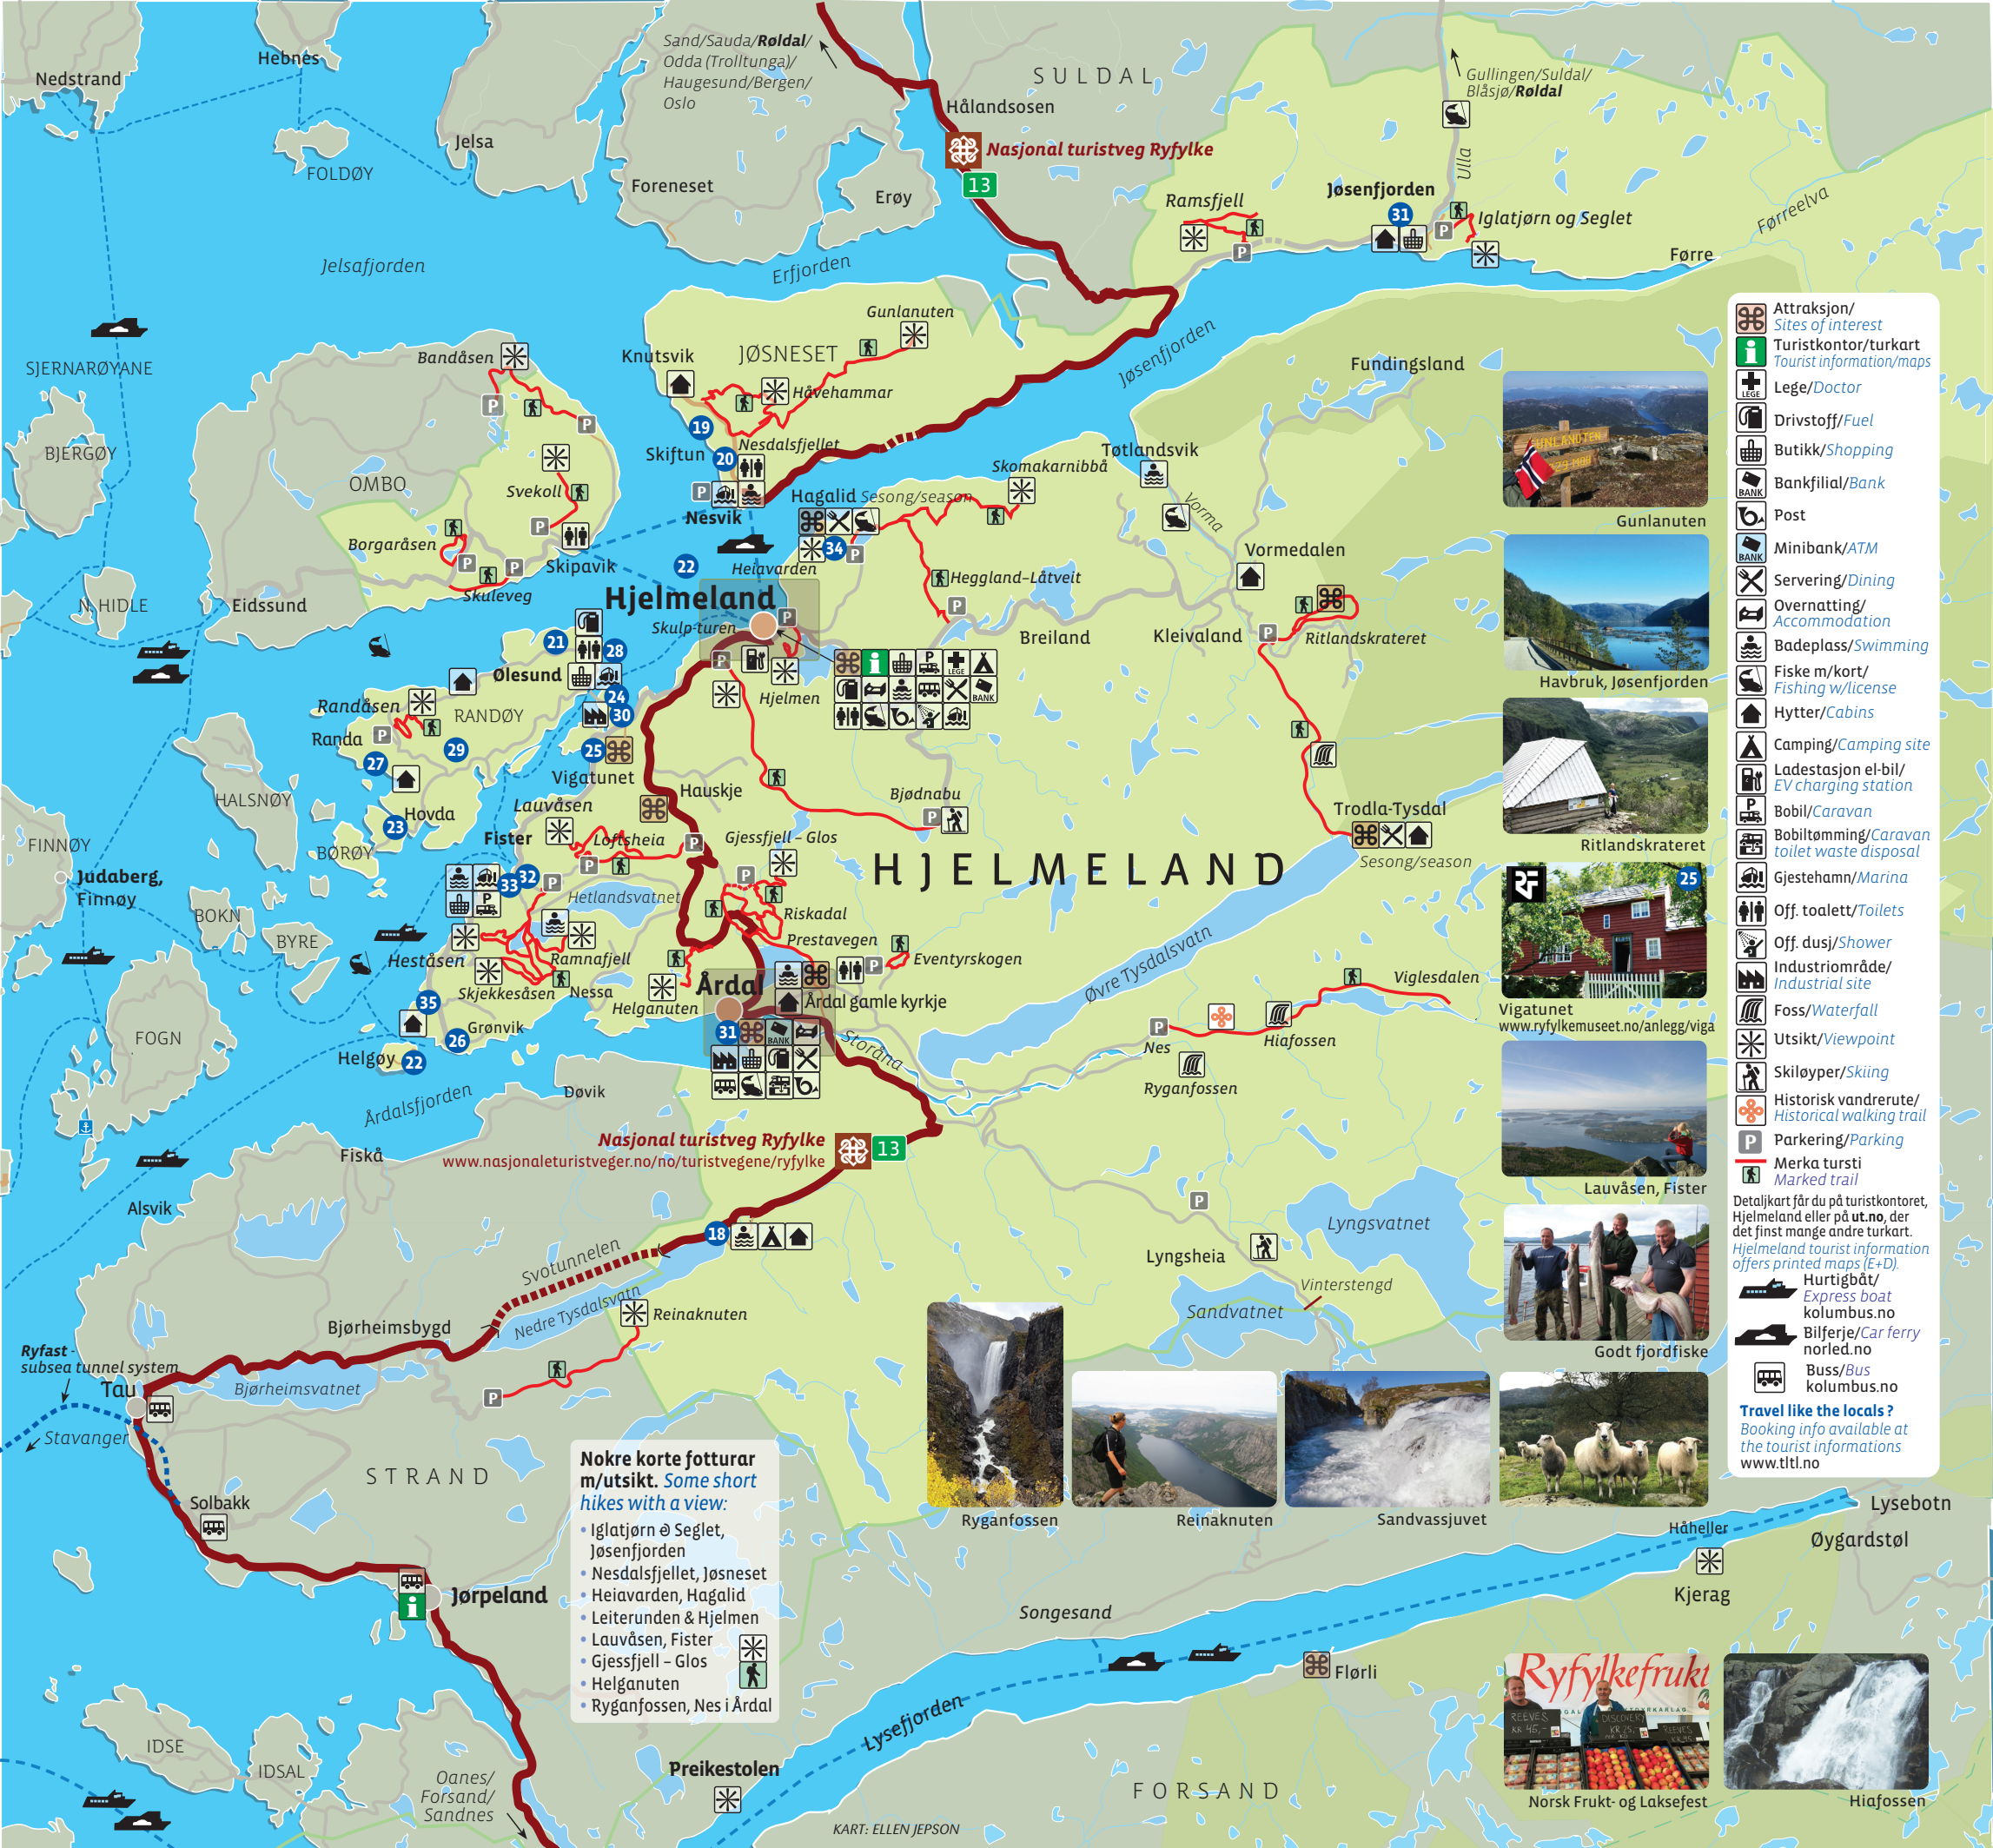 Nedstrand
Hebnes
Jelsa
FOLDØY
Jelsafjorden
SJERNARØYANE
BJERGØY
N. HIDLE
Sand/Sauda/Røldal/
Odda (Trolltunga)/
Haugesund/Bergen/
Oslo
Foreneset
Erøy
Erfjorden
SULDAL
Hålandsosen
Nasjonal turistveg Ryfylke
13
Gullingen/Suldal/
Blåsjø/Røldal
Ulla
Ramsfjell
P
Jøsenfjorden
31
P
Iglatjørn og Seglet
Førre
Førreelva
Jøsenfjorden
Gunlanuten
JØSNESET
Knutsvik
Håvehammar
19
Skiftun
20
Nesdalsfjellet
P
Nesvik
Bandåsen
P
P
OMBO
Svekoll
P
Borgaråsen
P
P
Skuleveg
Skipavik
Eidssund
22
Hagalid
Sesong/season
34
P
Heiavarden
Skomakarnibbå
Heggland-Låtveit
P
Tøtlandsvik
Vorma
Fundingsland
Vormedalen
Breiland
Kleivaland
P
Ritlandskrateret
Hjelmeland
Skulp-turen
P
P
Hjelmen
P
LEGE
BANK
21
28
Ølesund
24
30
25
Vigatunet
Randåsen
RANDØY
Randa
P
27
29
Hovda
23
BØRØY
HALSNØY
FINNØY
Judaberg,
Finnøy
BOKN
BYRE
FOGN
Hauskje
Lauvåsen
Fister
Loftsheia
P
P
33
32
P
P
Hetlandsvatnet
Heståsen
Ramnafjell
Skjekkesåsen
Nessa
35
Grønvik
26
Helgøy
22
Årdalsfjorden
Bjødnabu
P
Gjessfjell – Glos
P
Riskadal
Prestavegen
Eventyrskogen
P
Helganuten
Årdal
Årdal gamle kyrkje
31
BANK
Storåna
HJELMELAND
Trodla-Tysdal
Sesong/season
Øvre Tysdalsvatn
Viglesdalen
P
Nes
Hiafossen
Ryganfossen
Døvik
Fiskå
Alsvik
Nasjonal turistveg Ryfylke
www.nasjonaleturistveger.no/no/turistvegene/ryfylke
13
18
Svotunnelen
Nedre Tysdalsvatn
Reinaknuten
P
Bjørheimsbygd
Bjørheimsvatnet
Ryfast -
subsea tunnel system
Tau
Stavanger
STRAND
Solbakk
Jørpeland
P
Lyngsheia
Lyngsvatnet
Vinterstengd
Sandvatnet
IDSE
IDSAL
Oanes/
Forsand/
Sandnes
Preikestolen
Lysefjorden
Songesand
Flørli
FORSAND
Håheller
Kjerag
Lysebotn
Øygardstøl
KART: ELLEN JEPSON
Nokre korte fotturar
m/utsikt. Some short
hikes with a view:
• Iglatjørn & Seglet,
Jøsenfjorden
• Nesdalsfjellet, Jøsneset
• Heiavarden, Hagalid
• Leiterunden & Hjelmen
• Lauvåsen, Fister
• Gjessfjell – Glos
• Helganuten
• Ryganfossen, Nes i Årdal
Gunlanuten
Havbruk, Jøsenfjorden
Ritlandskrateret
RF
25
Vigatunet
www.ryfylkemuseet.no/anlegg/viga
Lauvåsen, Fister
Godt fjordfiske
Ryganfossen
Reinaknuten
Sandvassjuvet
Ryfylkefrukt
REEVES
KR 45,-
DISCOVERY
KR 25,-
REEVES
Norsk Frukt- og Laksefest
Hiafossen
Attraksjon/
Sites of interest
Turistkontor/turkart
Tourist information/maps
LEGE
Lege/Doctor
Drivstoff/Fuel
Butikk/Shopping
BANK
Bankfilial/Bank
Post
BANK
Minibank/ATM
Servering/Dining
Overnatting/
Accommodation
Badeplass/Swimming
Fiske m/kort/
Fishing w/license
Hytter/Cabins
Camping/Camping site
Ladestasjon el-bil/
EV charging station
P
Bobil/Caravan
Bobiltømming/Caravan
toilet waste disposal
Gjestehamn/Marina
Off. toalett/Toilets
Off. dusj/Shower
Industriområde/
Industrial site
Foss/Waterfall
Utsikt/Viewpoint
Skiløyper/Skiing
Historisk vandrerute/
Historical walking trail
P
Parkering/Parking
Merka tursti
Marked trail
Detaljkart får du på turistkontoret,
Hjelmeland eller på ut.no, der
det finst mange andre turkart.
Hjelmeland tourist information
offers printed maps (E+D).
Hurtigbåt/
Express boat
kolumbus.no
Bilferje/Car ferry
norled.no
Buss/Bus
kolumbus.no
Travel like the locals ?
Booking info available at
the tourist informations
www.tltl.no